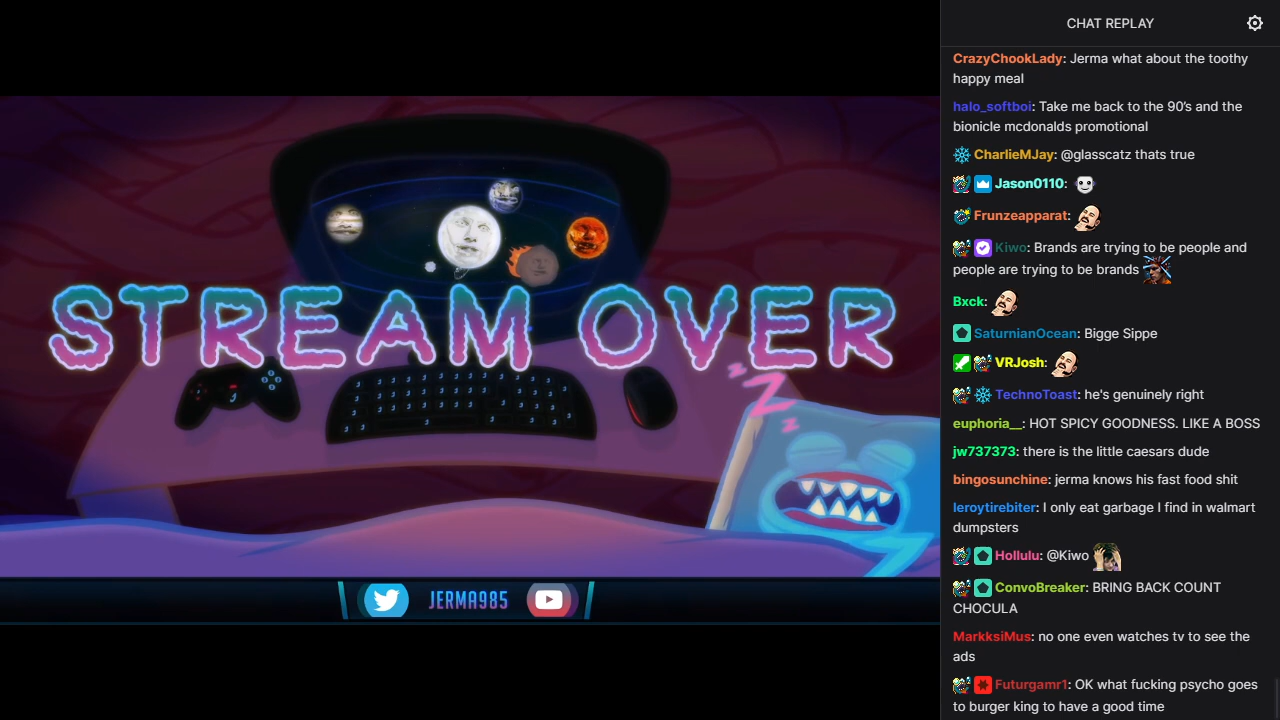 CHAT REPLAY
CrazyChookLady: Jerma what about the toothy
happy meal
halo_softboi: Take me back to the 90's and the
bionicle mcdonalds promotional
CharlieMJay: @glasscatz thats true
Jason0110:
Frunzeapparat:
Kiwo: Brands are trying to be people and
people are trying to be brands
Bxck:
SaturnianOcean: Bigge Sippe
VRJosh:
TechnoToast: he's genuinely right
euphoria__: HOT SPICY GOODNESS. LIKE A BOSS
jw737373: there is the little caesars dude
bingosunchine: jerma knows his fast food shit
leroytirebiter: I only eat garbage I find in walmart
dumpsters
Hollulu: @Kiwo
ConvoBreaker: BRING BACK COUNT
CHOCULA
MarkksiMus: no one even watches tv to see the
ads
Futurgamr1: OK what fucking psycho goes
to burger king to have a good time
STREAM OVER
z
Z
z
JERMA985